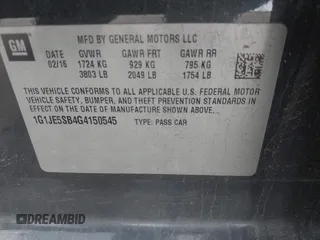 GM
MFD BY GENERAL MOTORS LLC
DATE GVWR GAWR FRT GAWR RR
02/16 1724 KG 929 KG 795 KG
3803 LB 2049 LB 1754 LB
THIS VEHICLE CONFORMS TO ALL APPLICABLE U.S. FEDERAL MOTOR
VEHICLE SAFETY, BUMPER, AND THEFT PREVENTION STANDARDS IN
EFFECT ON THE DATE OF MANUFACTURE SHOWN ABOVE.
1G1JE5SB4G4150545 TYPE: PASS CAR
DREAMBID